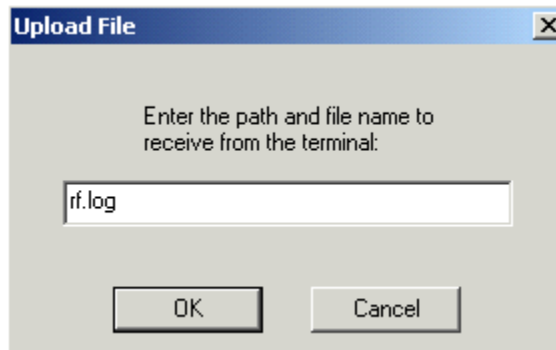 Upload File
Enter the path and file name to
receive from the terminal:
rf.log
OK
Cancel